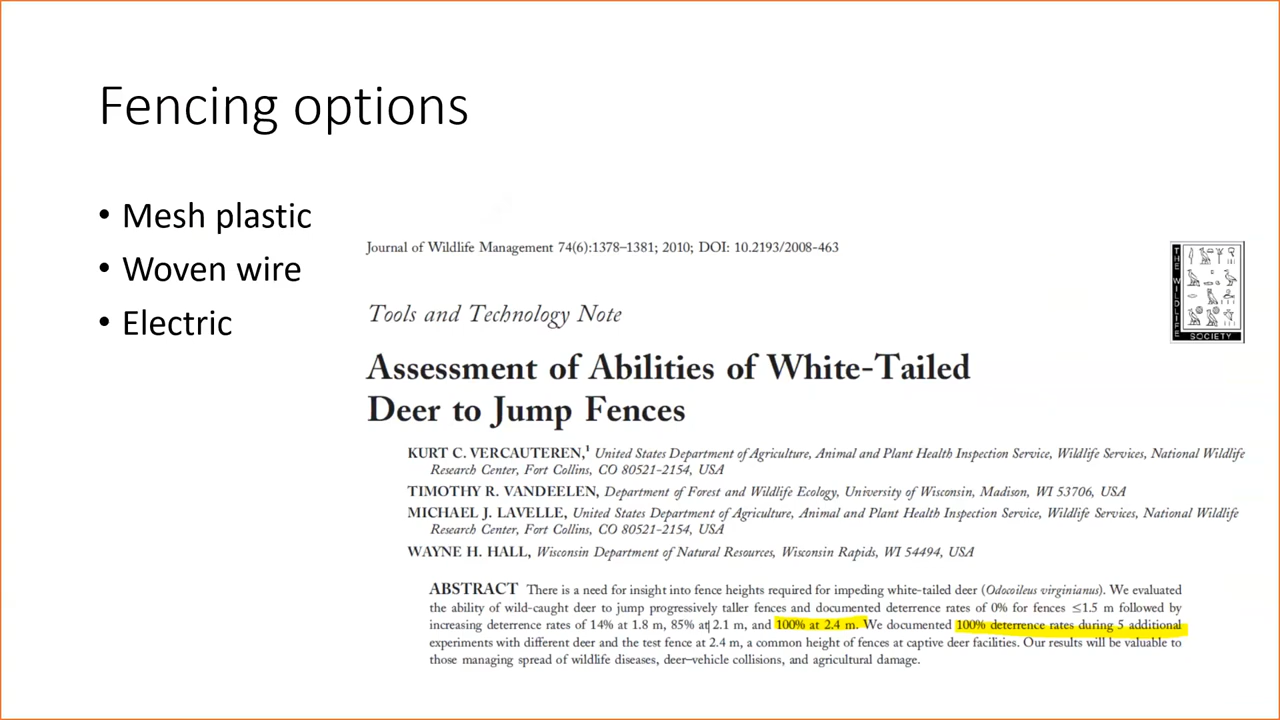 Fencing options
• Mesh plastic
• Woven wire
• Electric
Journal of Wildlife Management 74(6):1378–1381; 2010; DOI: 10.2193/2008-463
THE WILDLIFE
SOCIETY
Tools and Technology Note
Assessment of Abilities of White-Tailed
Deer to Jump Fences
KURT C. VERCAUTEREN,¹ United States Department of Agriculture, Animal and Plant Health Inspection Service, Wildlife Services, National Wildlife
Research Center, Fort Collins, CO 80521-2154, USA
TIMOTHY R. VANDEELEN, Department of Forest and Wildlife Ecology, University of Wisconsin, Madison, WI 53706, USA
MICHAEL J. LAVELLE, United States Department of Agriculture, Animal and Plant Health Inspection Service, Wildlife Services, National Wildlife
Research Center, Fort Collins, CO 80521-2154, USA
WAYNE H. HALL, Wisconsin Department of Natural Resources, Wisconsin Rapids, WI 54494, USA
ABSTRACT There is a need for insight into fence heights required for impeding white-tailed deer (Odocoileus virginianus). We evaluated
the ability of wild-caught deer to jump progressively taller fences and documented deterrence rates of 0% for fences ≤1.5 m followed by
increasing deterrence rates of 14% at 1.8 m, 85% at 2.1 m, and 100% at 2.4 m. We documented 100% deterrence rates during 5 additional
experiments with different deer and the test fence at 2.4 m, a common height of fences at captive deer facilities. Our results will be valuable to
those managing spread of wildlife diseases, deer–vehicle collisions, and agricultural damage.